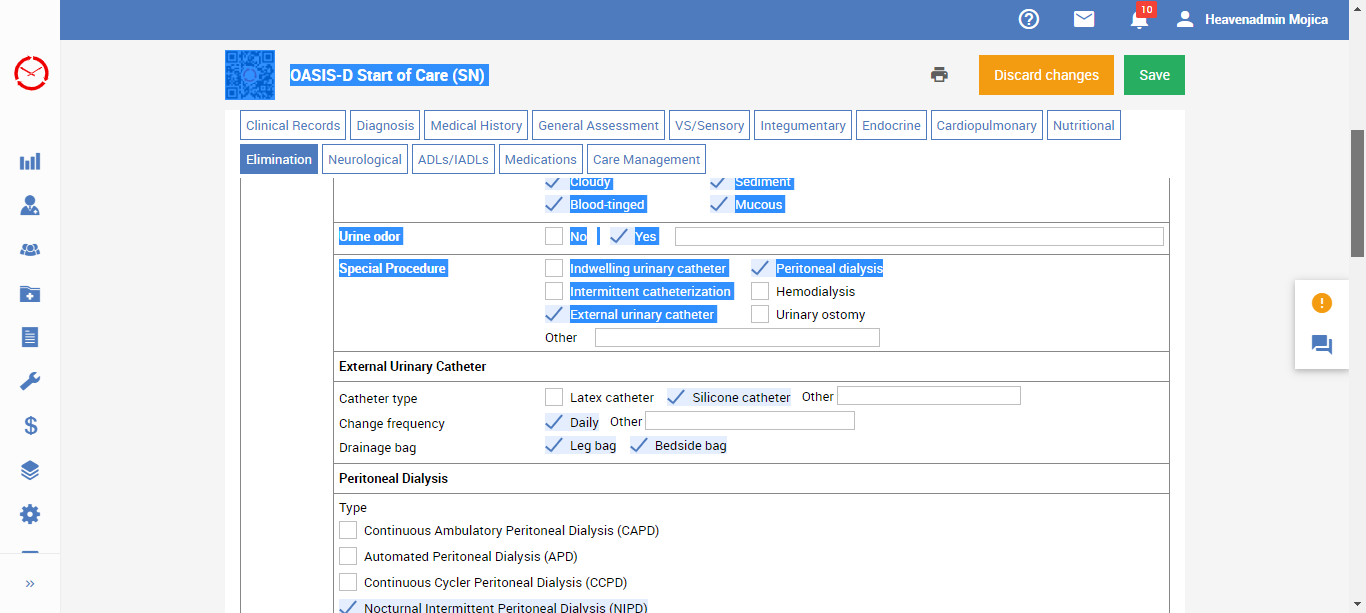 10
Heavenadmin Mojica
OASIS-D Start of Care (SN)
Discard changes
Save
Clinical Records Diagnosis Medical History General Assessment VS/Sensory Integumentary Endocrine Cardiopulmonary Nutritional
Elimination Neurological ADLs/IADLs Medications Care Management
Cloudy Sediment
Blood-tinged Mucous
Urine odor No Yes
Special Procedure Indwelling urinary catheter Peritoneal dialysis
Intermittent catheterization Hemodialysis
External urinary catheter Urinary ostomy
Other
External Urinary Catheter
Catheter type Latex catheter Silicone catheter Other
Change frequency Daily Other
Drainage bag Leg bag Bedside bag
Peritoneal Dialysis
Type
Continuous Ambulatory Peritoneal Dialysis (CAPD)
Automated Peritoneal Dialysis (APD)
Continuous Cycler Peritoneal Dialysis (CCPD)
Nocturnal Intermittent Peritoneal Dialysis (NIPD)